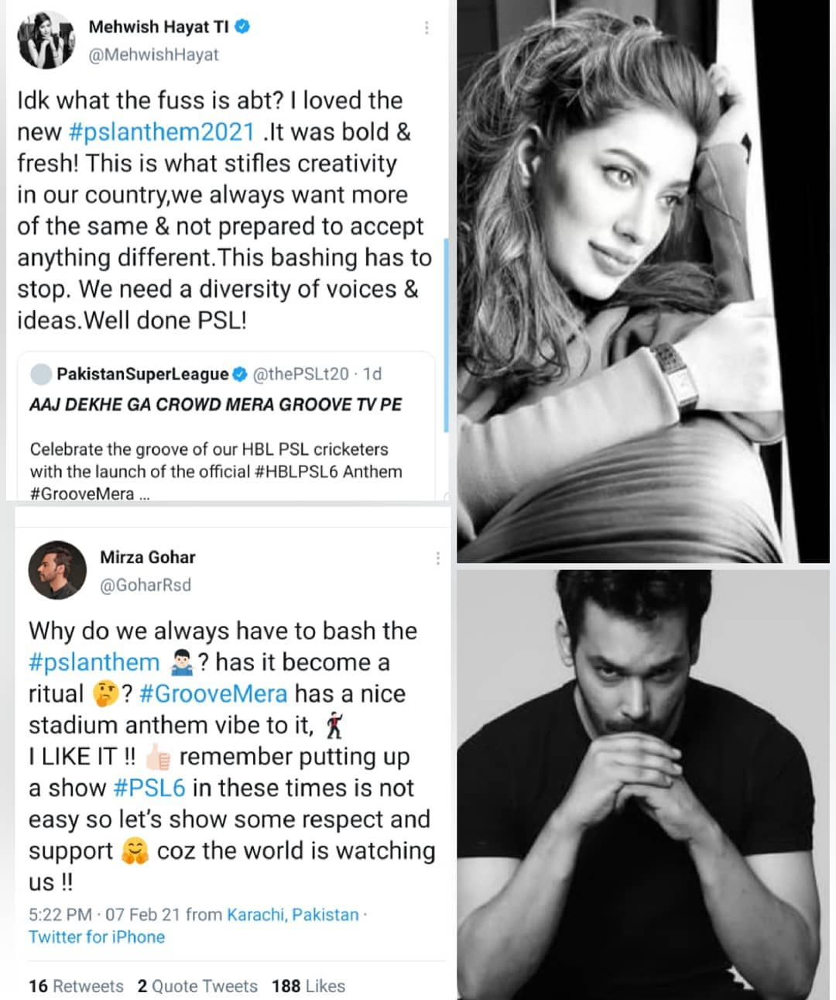 Mehwish Hayat TI
@MehwishHayat
Idk what the fuss is abt? I loved the
new #pslanthem2021 .It was bold &
fresh! This is what stifles creativity
in our country,we always want more
of the same & not prepared to accept
anything different.This bashing has to
stop. We need a diversity of voices &
ideas.Well done PSL!
PakistanSuperLeague @thePSLt20 · 1d
AAJ DEKHE GA CROWD MERA GROOVE TV PE
Celebrate the groove of our HBL PSL cricketers
with the launch of the official #HBLPSL6 Anthem
#GrooveMera ...
Mirza Gohar
@GoharRsd
Why do we always have to bash the
#pslanthem 🤷🏻‍♂️? has it become a
ritual 🤔? #GrooveMera has a nice
stadium anthem vibe to it, 🕺🏻
I LIKE IT !! 👍🏻 remember putting up
a show #PSL6 in these times is not
easy so let's show some respect and
support 🤗 coz the world is watching
us !!
5:22 PM · 07 Feb 21 from Karachi, Pakistan ·
Twitter for iPhone
16 Retweets 2 Quote Tweets 188 Likes